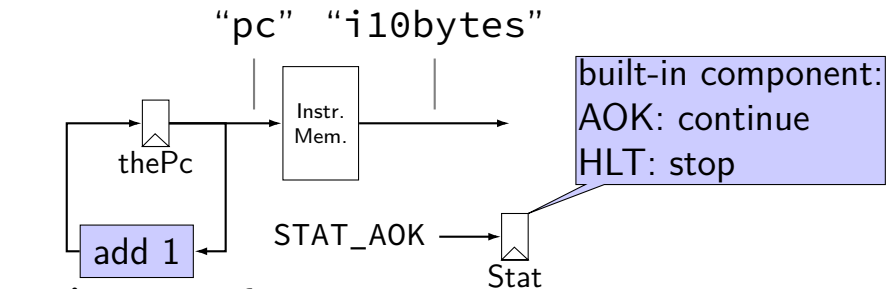 “pc” “i10bytes”
built-in component:
AOK: continue
HLT: stop
Instr.
Mem.
thePc
STAT_AOK
add 1
Stat